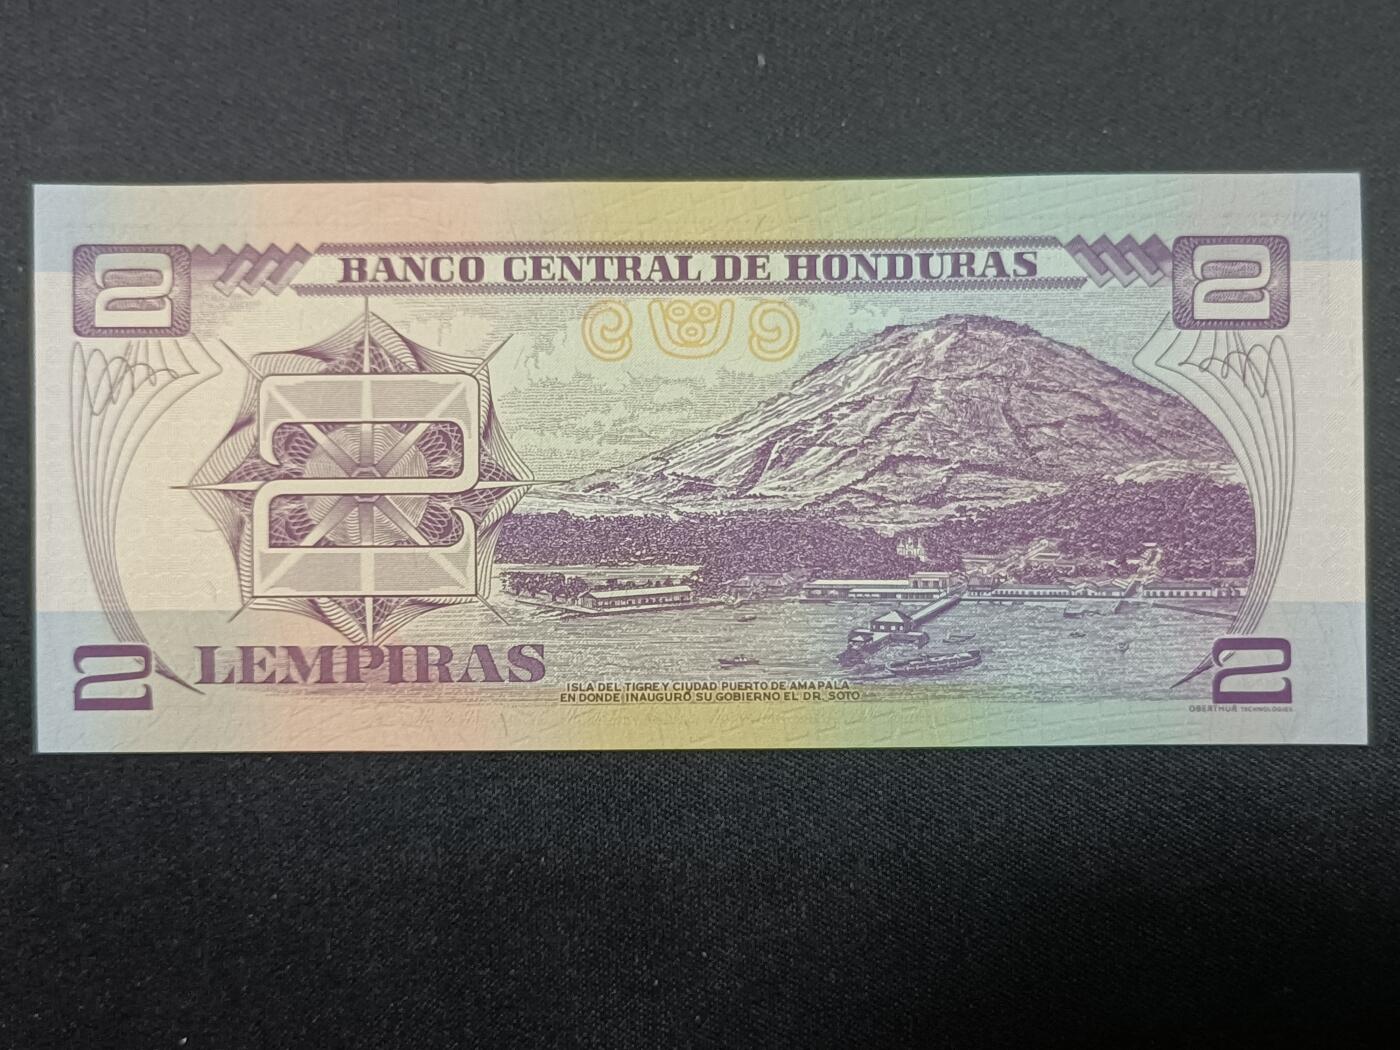 2 BANCO CENTRAL DE HONDURAS 2
2
2 LEMPIRAS 2
ISLA DEL TIGRE Y CIUDAD PUERTO DE AMAPALA
EN DONDE INAUGURÓ SU GOBIERNO EL DR. SOTO
OBERTHUR TECHNOLOGIES